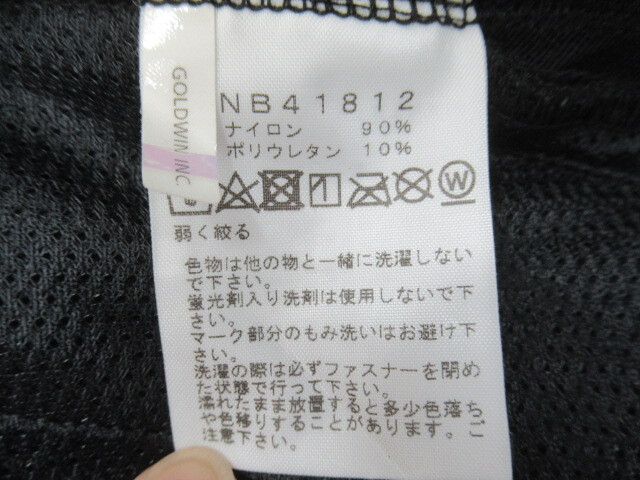 GOLDWIN INC.
NB41812
ナイロン 90%
ポリウレタン 10%
W
弱く絞る
色物は他の物と一緒に洗濯しない
で下さい。
蛍光剤入り洗剤は使用しないで下
さい。
マーク部分のもみ洗いはお避け下
さい。
洗濯の際は必ずファスナーを閉め
た状態で行って下さい。
濡れたまま放置すると多少色落ち
や色移りすることがあります。ご
注意下さい。